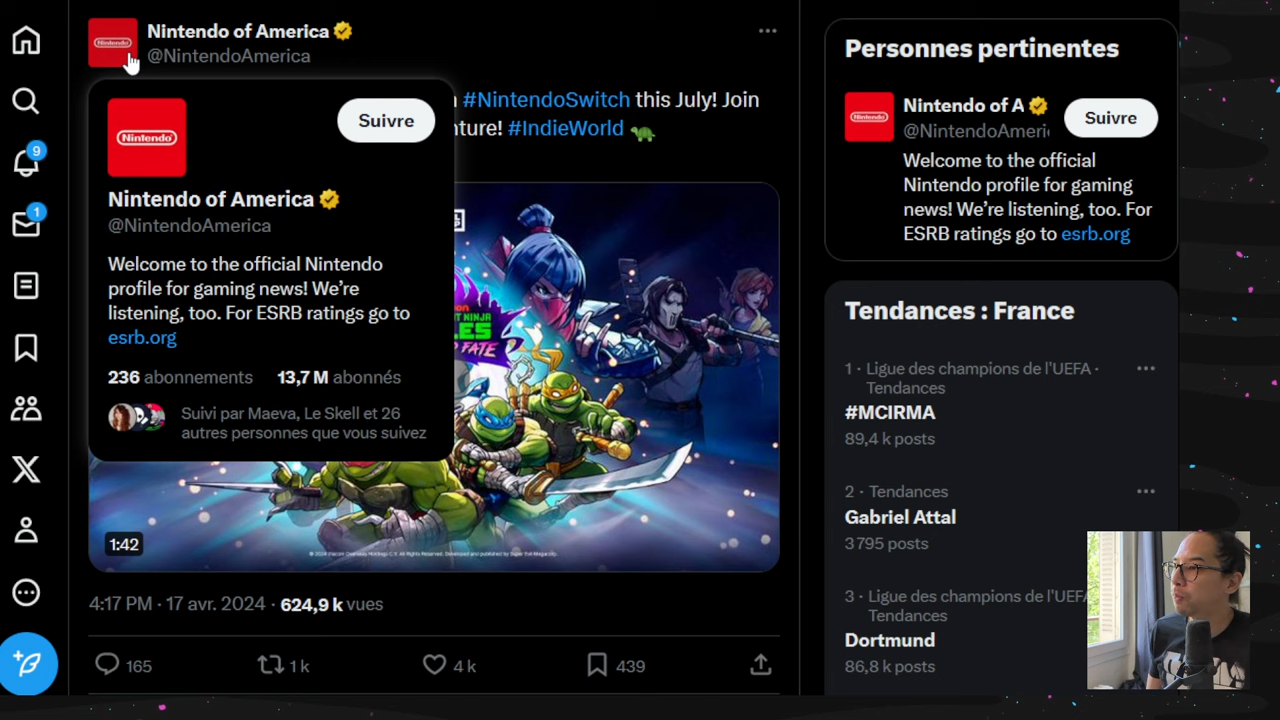 Nintendo of America
@NintendoAmerica
#NintendoSwitch this July! Join
#IndieWorld
Nintendo
Suivre
Nintendo of America
@NintendoAmerica
Welcome to the official Nintendo
profile for gaming news! We're
listening, too. For ESRB ratings go to
esrb.org
236 abonnements 13,7 M abonnés
Suivi par Maeva, Le Skell et 26
autres personnes que vous suivez
FATE
1:42
4:17 PM · 17 avr. 2024 · 624,9 k vues
165 1 k 4 k 439
9
1
Personnes pertinentes
Nintendo
Nintendo of A
Suivre
@NintendoAmeri
Welcome to the official
Nintendo profile for gaming
news! We're listening, too. For
ESRB ratings go to esrb.org
Tendances : France
1 · Ligue des champions de l'UEFA ·
Tendances
#MCIRMA
89,4 k posts
2 · Tendances
Gabriel Attal
3 795 posts
3 · Ligue des champions de l'UEFA
Tendances
Dortmund
86,8 k posts